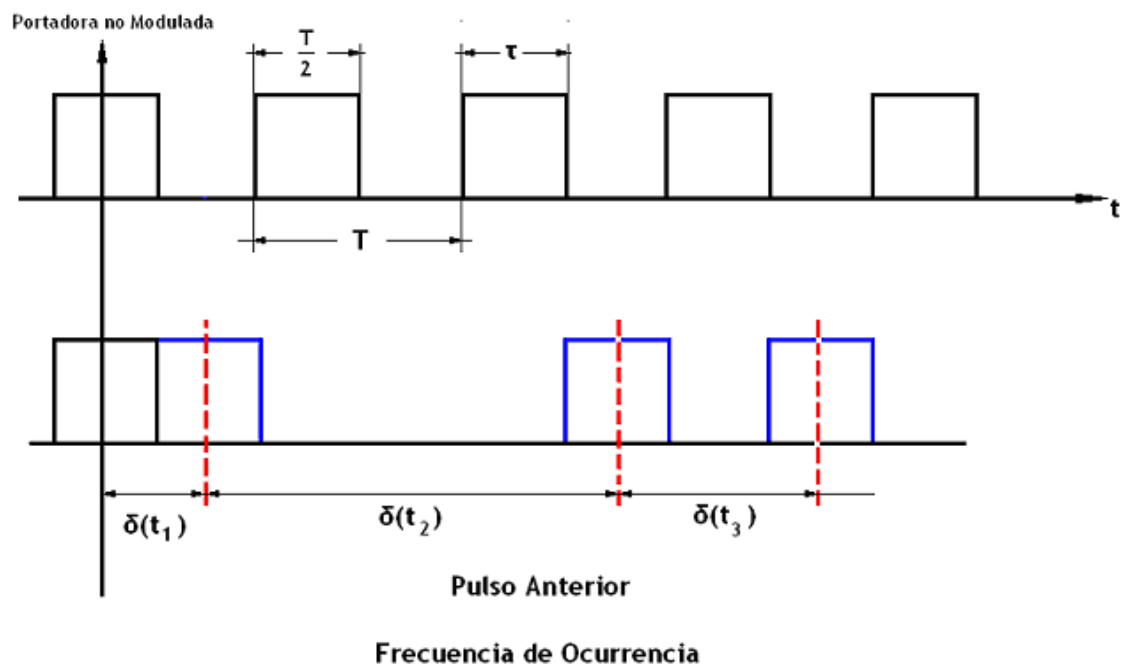 Portadora no Modulada
T
2
τ
T
t
δ(t₁)
δ(t₂)
δ(t₃)
Pulso Anterior
Frecuencia de Ocurrencia